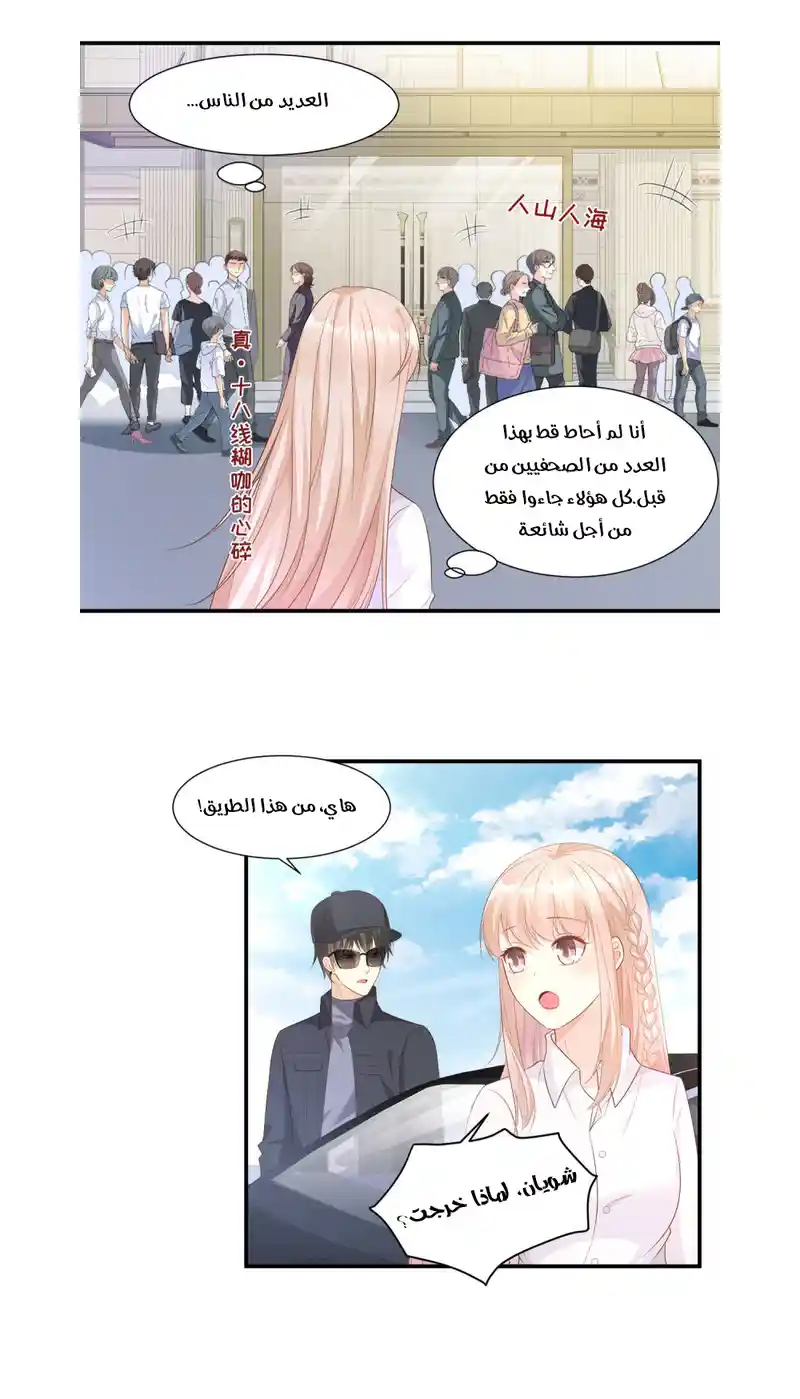 العديد من الناس...
人山人海
真·十八线糊咖的心碎
أنا لم أحاط قط بهذا
العدد من الصحفيين من
قبل.كل هؤلاء جاءوا فقط
من أجل شائعة
هاي، من هذا الطريق!
شويان، لماذا خرجت؟